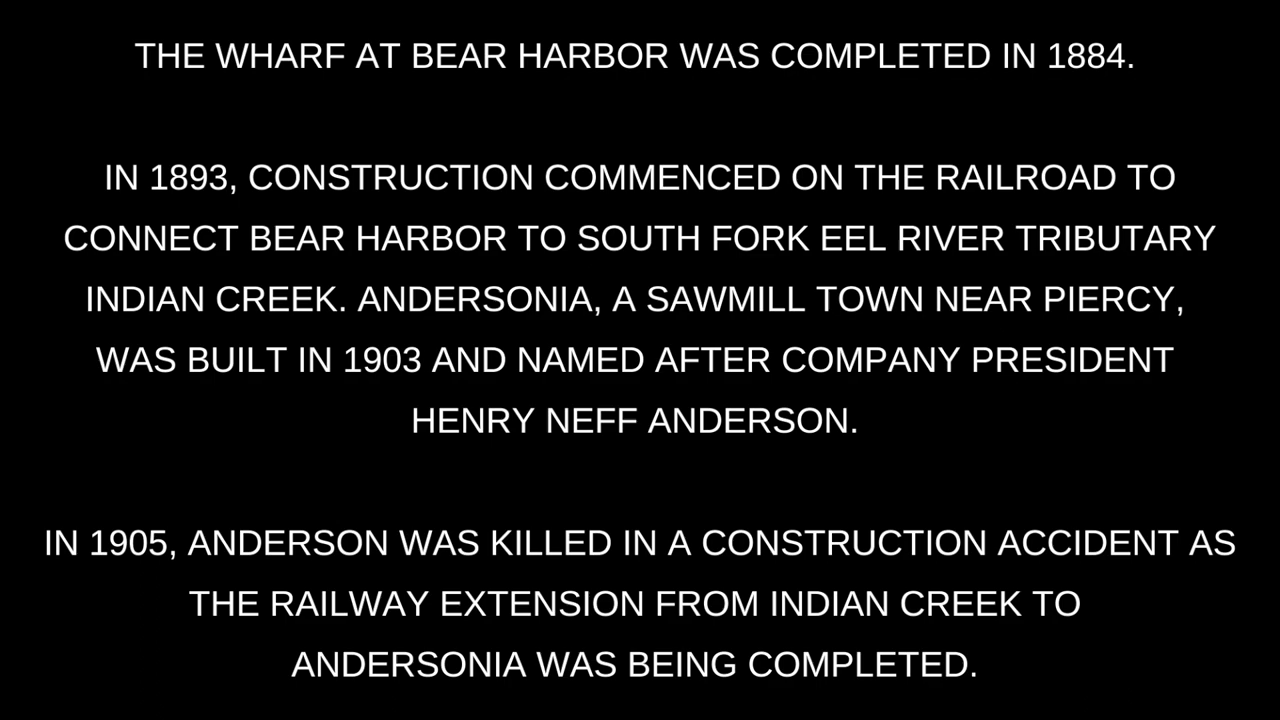 THE WHARF AT BEAR HARBOR WAS COMPLETED IN 1884.
IN 1893, CONSTRUCTION COMMENCED ON THE RAILROAD TO
CONNECT BEAR HARBOR TO SOUTH FORK EEL RIVER TRIBUTARY
INDIAN CREEK. ANDERSONIA, A SAWMILL TOWN NEAR PIERCY,
WAS BUILT IN 1903 AND NAMED AFTER COMPANY PRESIDENT
HENRY NEFF ANDERSON.
IN 1905, ANDERSON WAS KILLED IN A CONSTRUCTION ACCIDENT AS
THE RAILWAY EXTENSION FROM INDIAN CREEK TO
ANDERSONIA WAS BEING COMPLETED.